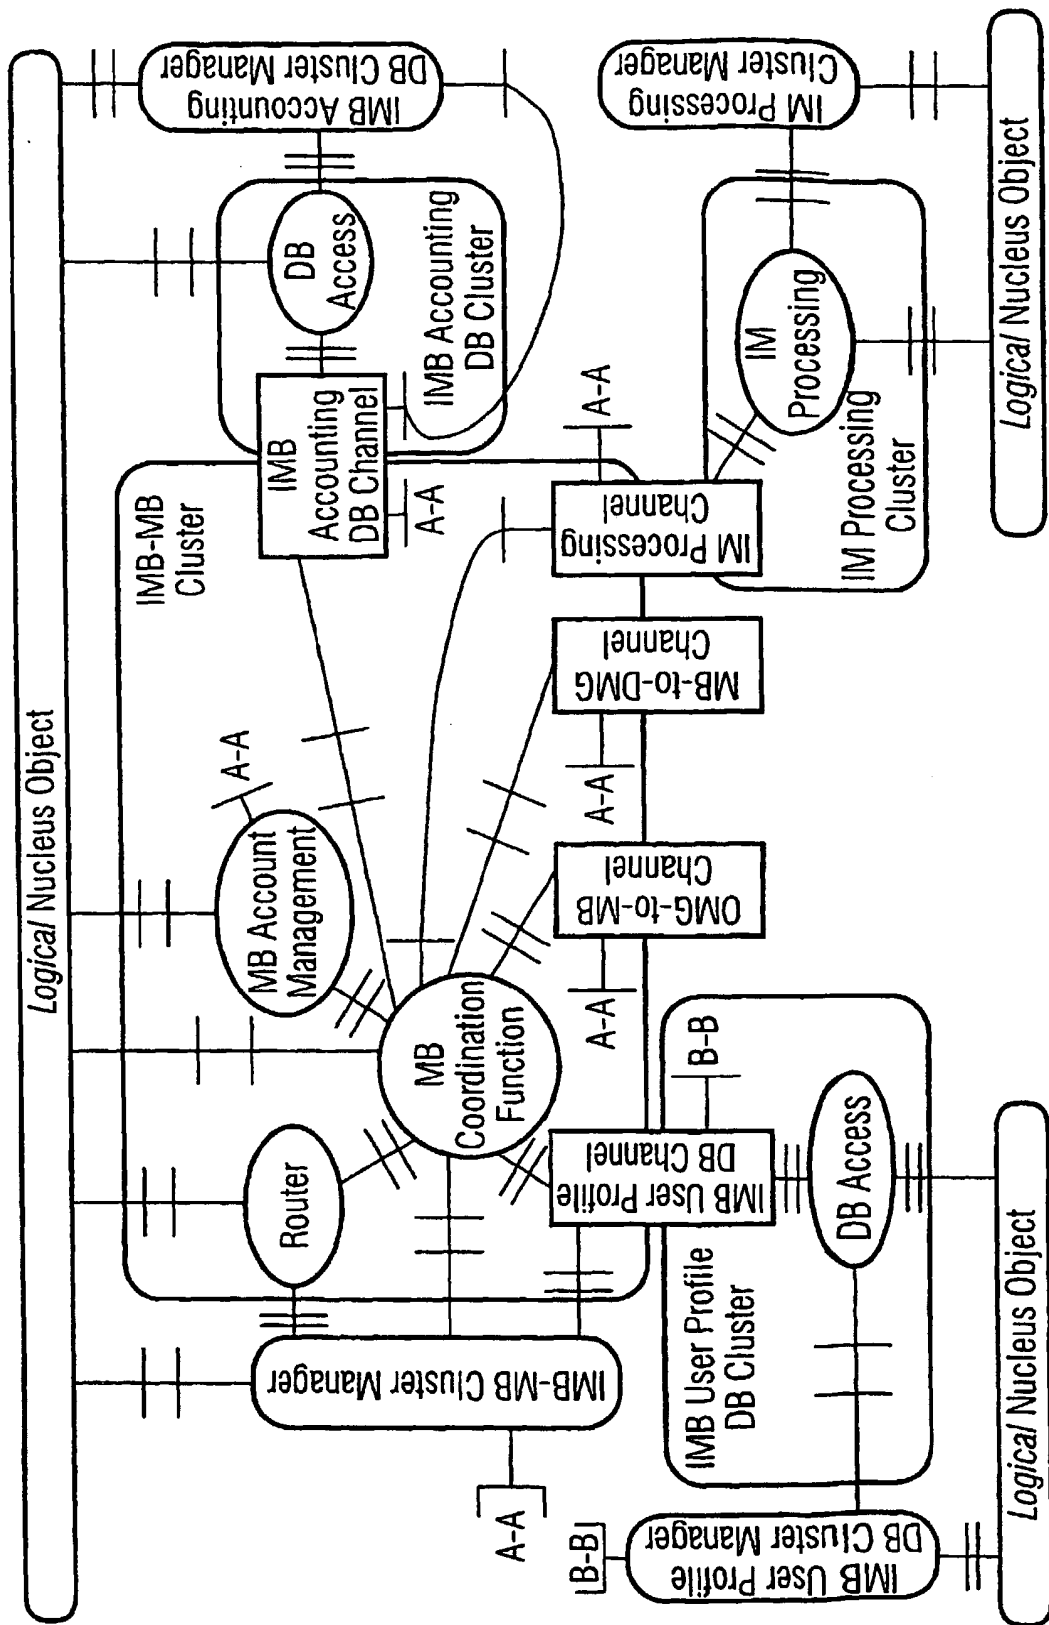 Logical Nucleus Object
IMB-MB Cluster Manager
A-A
Router
MB
Coordination
Function
MB Account
Management
A-A
IMB-MB
Cluster
IMB
Accounting
DB Channel
A-A
DB
Access
IMB Accounting
DB Cluster
IMB Accounting
DB Cluster Manager
IMB User Profile
DB Channel
B-B
OMG-to-MB
Channel
A-A
MB-to-DMG
Channel
A-A
IM Processing
Channel
A-A
IMB User Profile
DB Cluster
DB Access
IMB User Profile
DB Cluster Manager
B-B
Logical Nucleus Object
IM
Processing
IM Processing
Cluster
IM Processing
Cluster Manager
Logical Nucleus Object